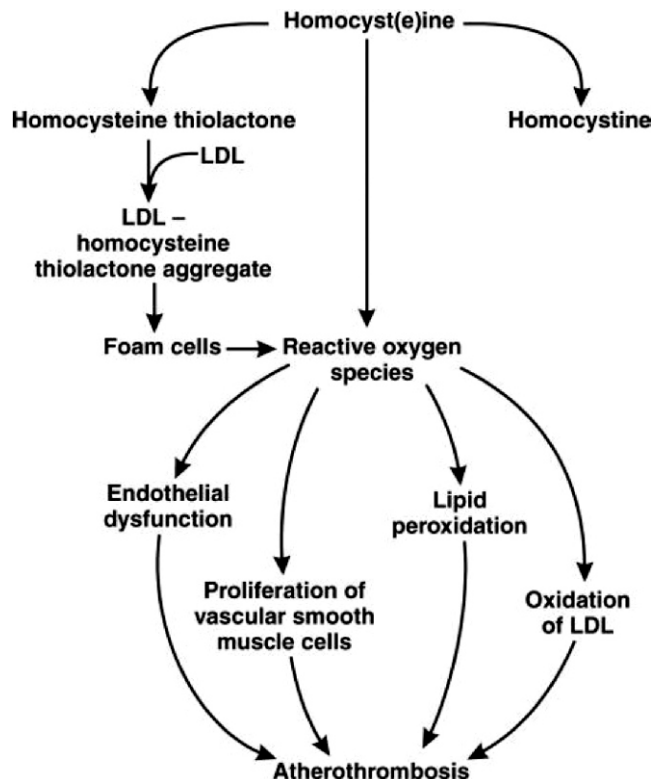 Homocyst(e)ine
Homocysteine thiolactone
Homocystine
LDL
LDL –
homocysteine
thiolactone aggregate
Foam cells
Reactive oxygen
species
Endothelial
dysfunction
Lipid
peroxidation
Proliferation of
vascular smooth
muscle cells
Oxidation
of LDL
Atherothrombosis